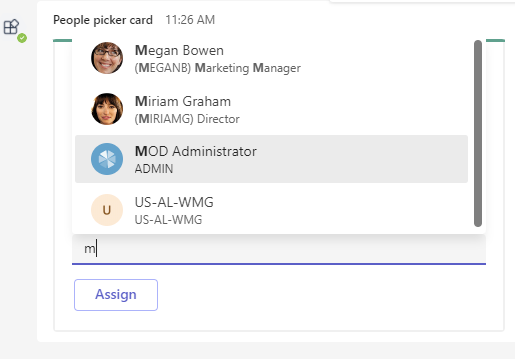 People picker card 11:26 AM
Megan Bowen
(MEGANB) Marketing Manager
Miriam Graham
(MIRIAMG) Director
MOD Administrator
ADMIN
U
US-AL-WMG
US-AL-WMG
m
Assign